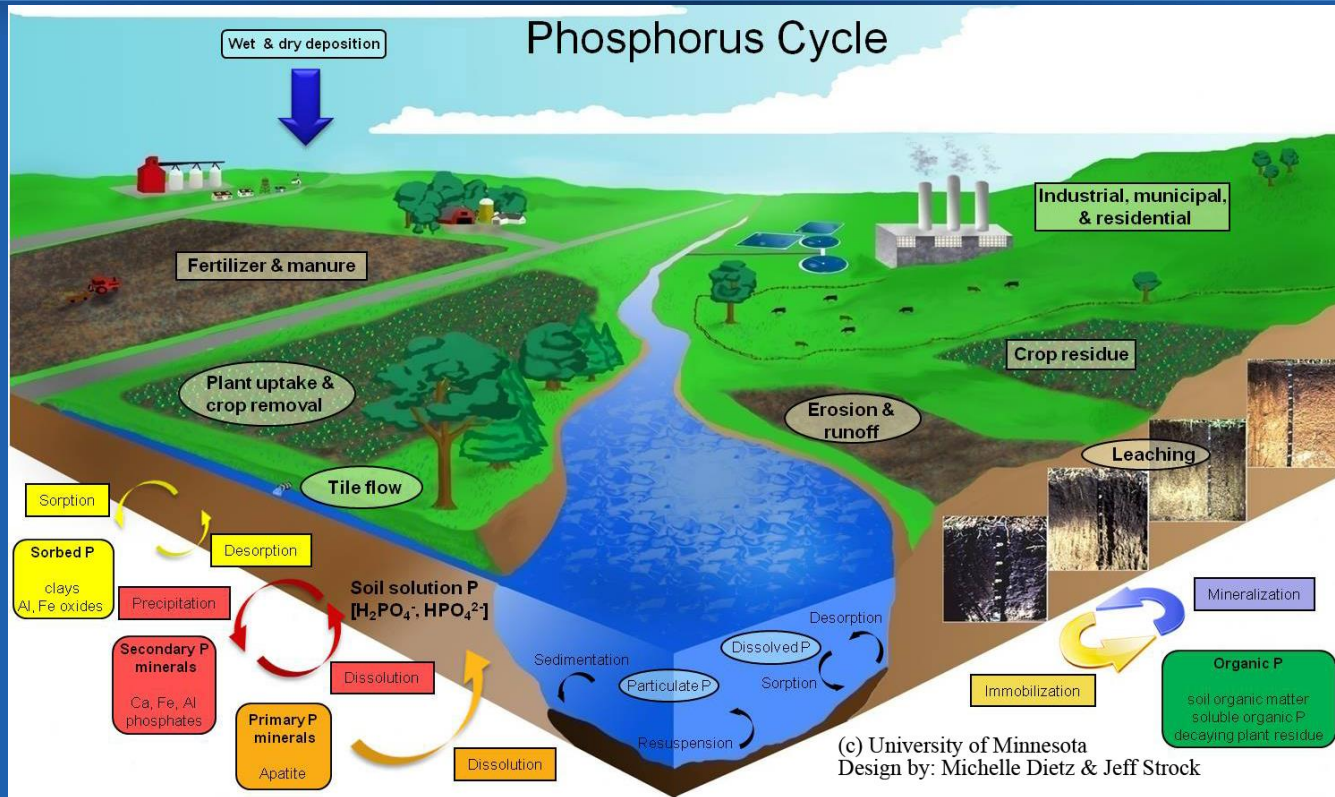 Phosphorus Cycle
Wet & dry deposition
Industrial, municipal,
& residential
Fertilizer & manure
Crop residue
Plant uptake &
crop removal
Erosion &
runoff
Leaching
Tile flow
Sorption
Desorption
Sorbed P
clays
Al, Fe oxides
Precipitation
Soil solution P
[H₂PO₄⁻, HPO₄²⁻]
Secondary P
minerals
Ca, Fe, Al
phosphates
Dissolution
Primary P
minerals
Apatite
Dissolution
Sedimentation
Particulate P
Resuspension
Dissolved P
Desorption
Sorption
Mineralization
Immobilization
Organic P
soil organic matter
soluble organic P
decaying plant residue
(c) University of Minnesota
Design by: Michelle Dietz & Jeff Strock